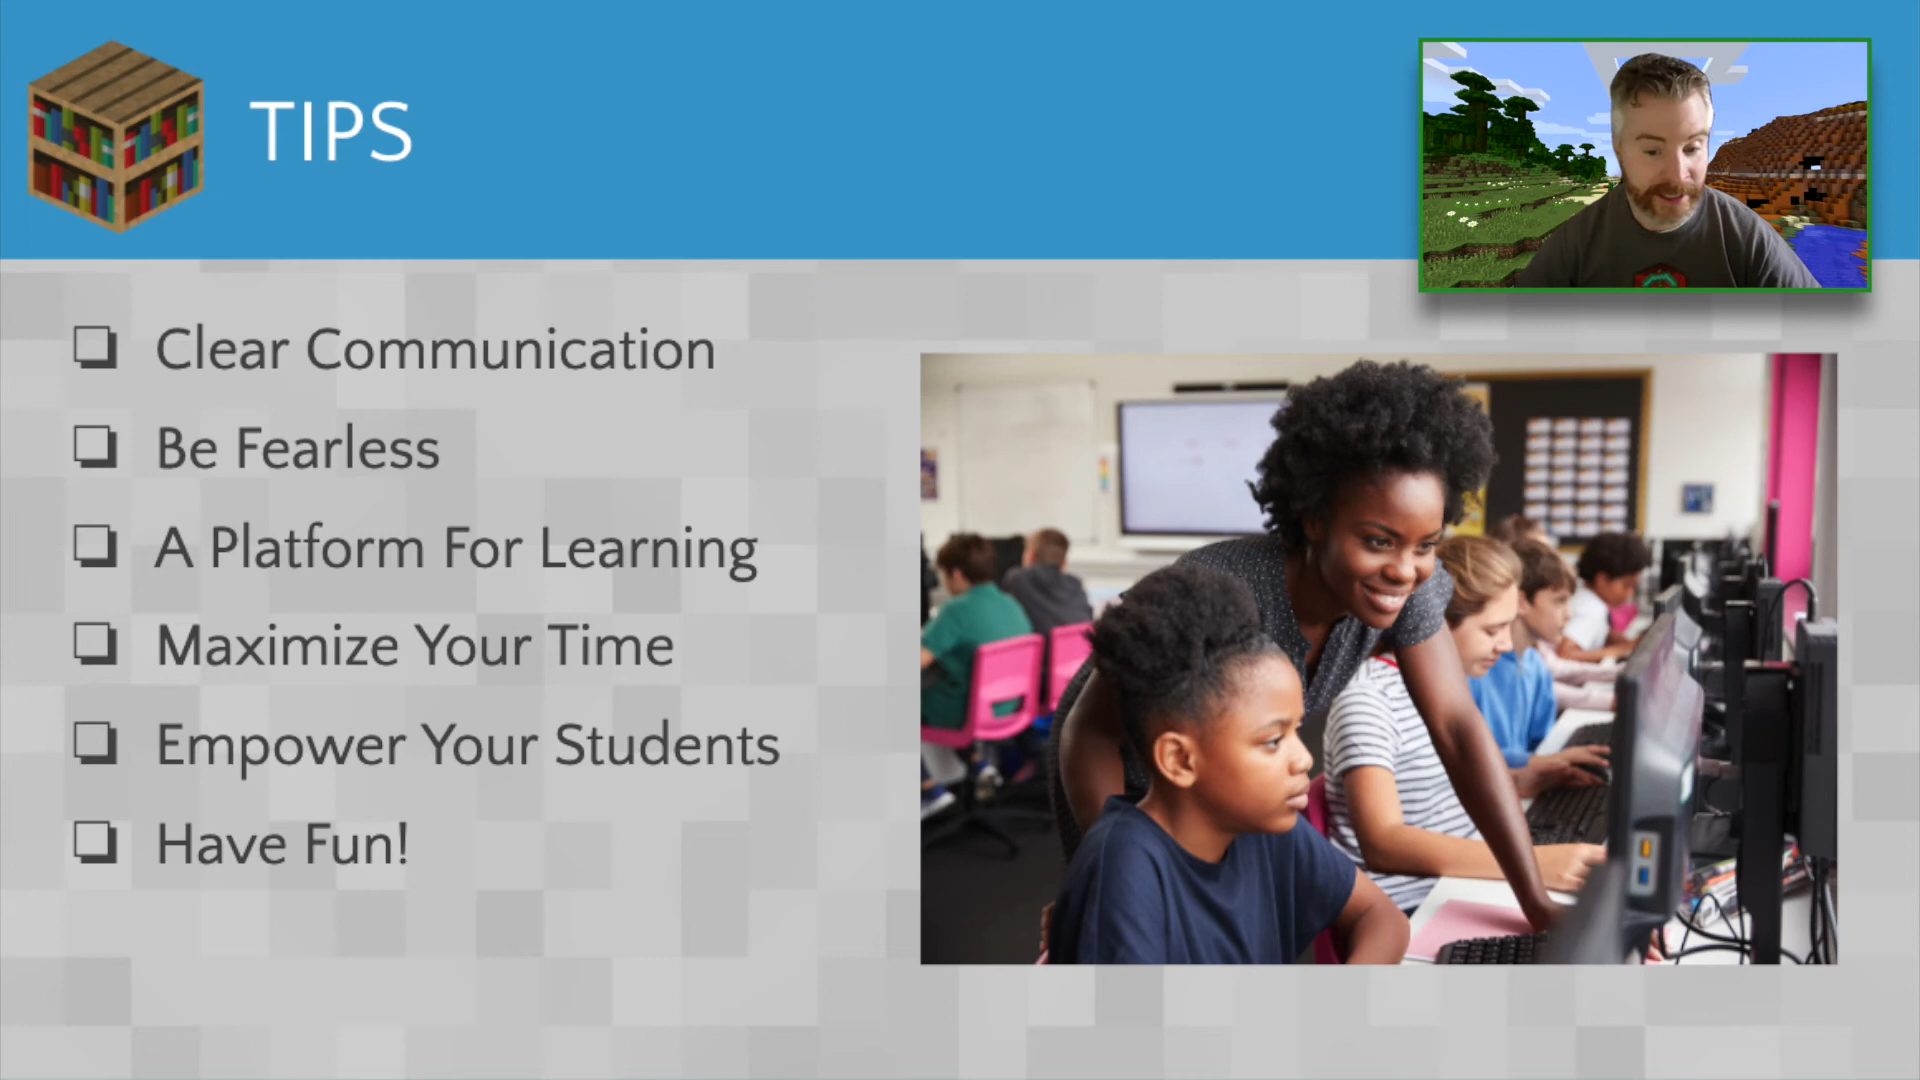 TIPS
Clear Communication
Be Fearless
A Platform For Learning
Maximize Your Time
Empower Your Students
Have Fun!